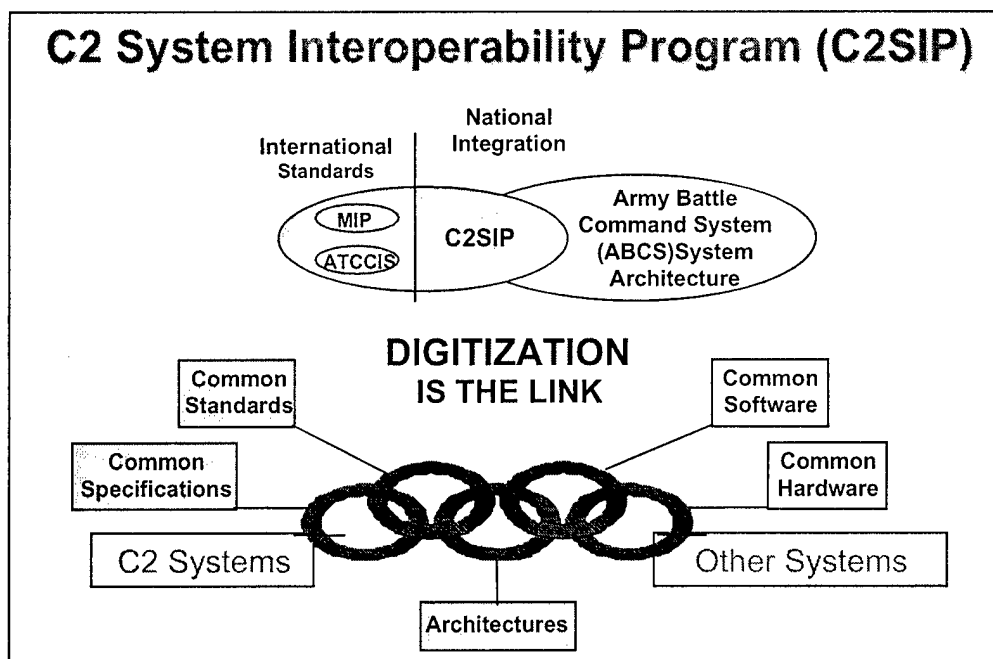 C2 System Interoperability Program (C2SIP)
International
Standards
National
Integration
MIP
ATCCIS
C2SIP
Army Battle
Command System
(ABCS)System
Architecture
DIGITIZATION
IS THE LINK
Common
Standards
Common
Software
Common
Specifications
Common
Hardware
C2 Systems
Other Systems
Architectures